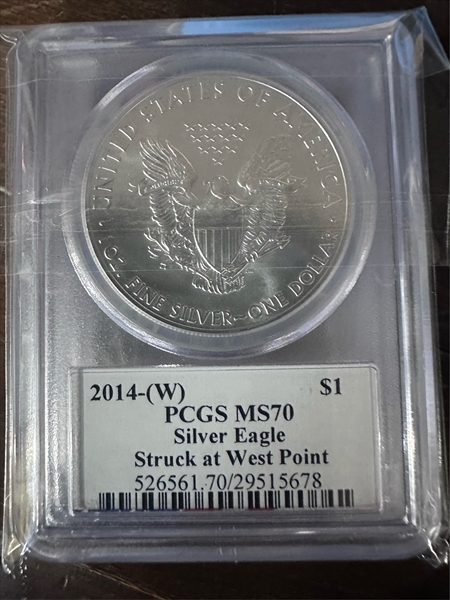 UNITED STATES OF AMERICA
1 OZ. FINE SILVER~ONE DOLLAR
2014-(W) $1
PCGS MS70
Silver Eagle
Struck at West Point
526561.70/29515678